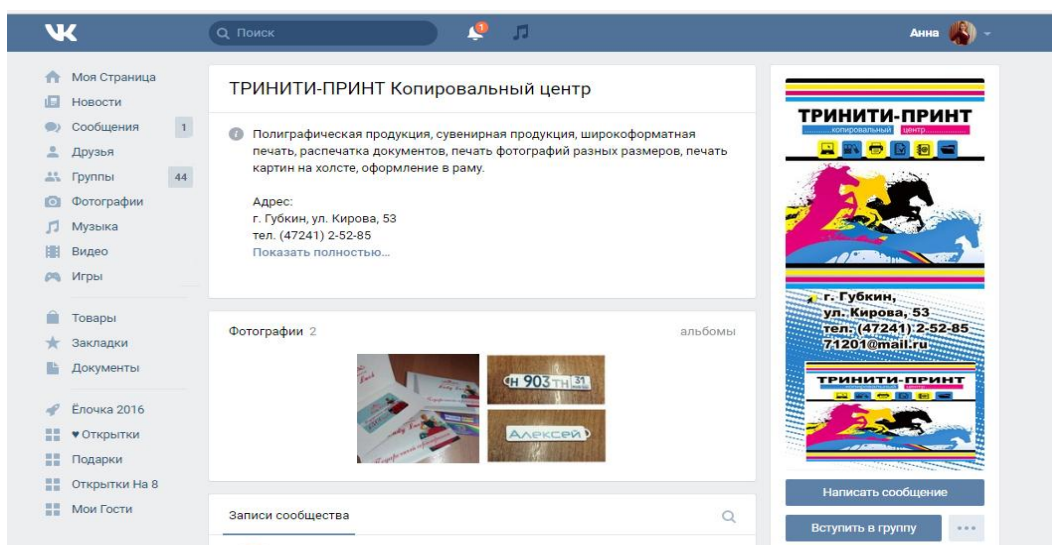 Поиск
1
Анна
Моя Страница
Новости
Сообщения 1
Друзья
Группы 44
Фотографии
Музыка
Видео
Игры
Товары
Закладки
Документы
Ёлочка 2016
♥ Открытки
Подарки
Открытки На 8
Мои Гости
ТРИНИТИ-ПРИНТ Копировальный центр
Полиграфическая продукция, сувенирная продукция, широкоформатная
печать, распечатка документов, печать фотографий разных размеров, печать
картин на холсте, оформление в раму.
Адрес:
г. Губкин, ул. Кирова, 53
тел. (47241) 2-52-85
Показать полностью...
Фотографии 2
альбомы
Н 903 ТН 31
Алексей
Записи сообщества
ТРИНИТИ-ПРИНТ
копировальный центр
г. Губкин,
ул. Кирова, 53
тел. (47241) 2-52-85
71201@mail.ru
ТРИНИТИ-ПРИНТ
Написать сообщение
Вступить в группу